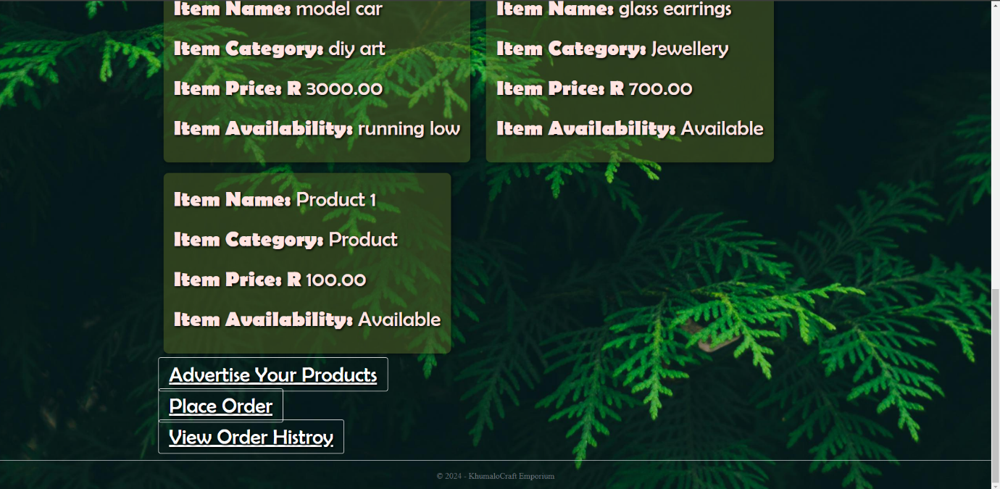 Item Name: model car
Item Category: diy art
Item Price: R 3000.00
Item Availability: running low
Item Name: glass earrings
Item Category: Jewellery
Item Price: R 700.00
Item Availability: Available
Item Name: Product 1
Item Category: Product
Item Price: R 100.00
Item Availability: Available
Advertise Your Products
Place Order
View Order Histroy
© 2024 - KhumaloCraft Emporium